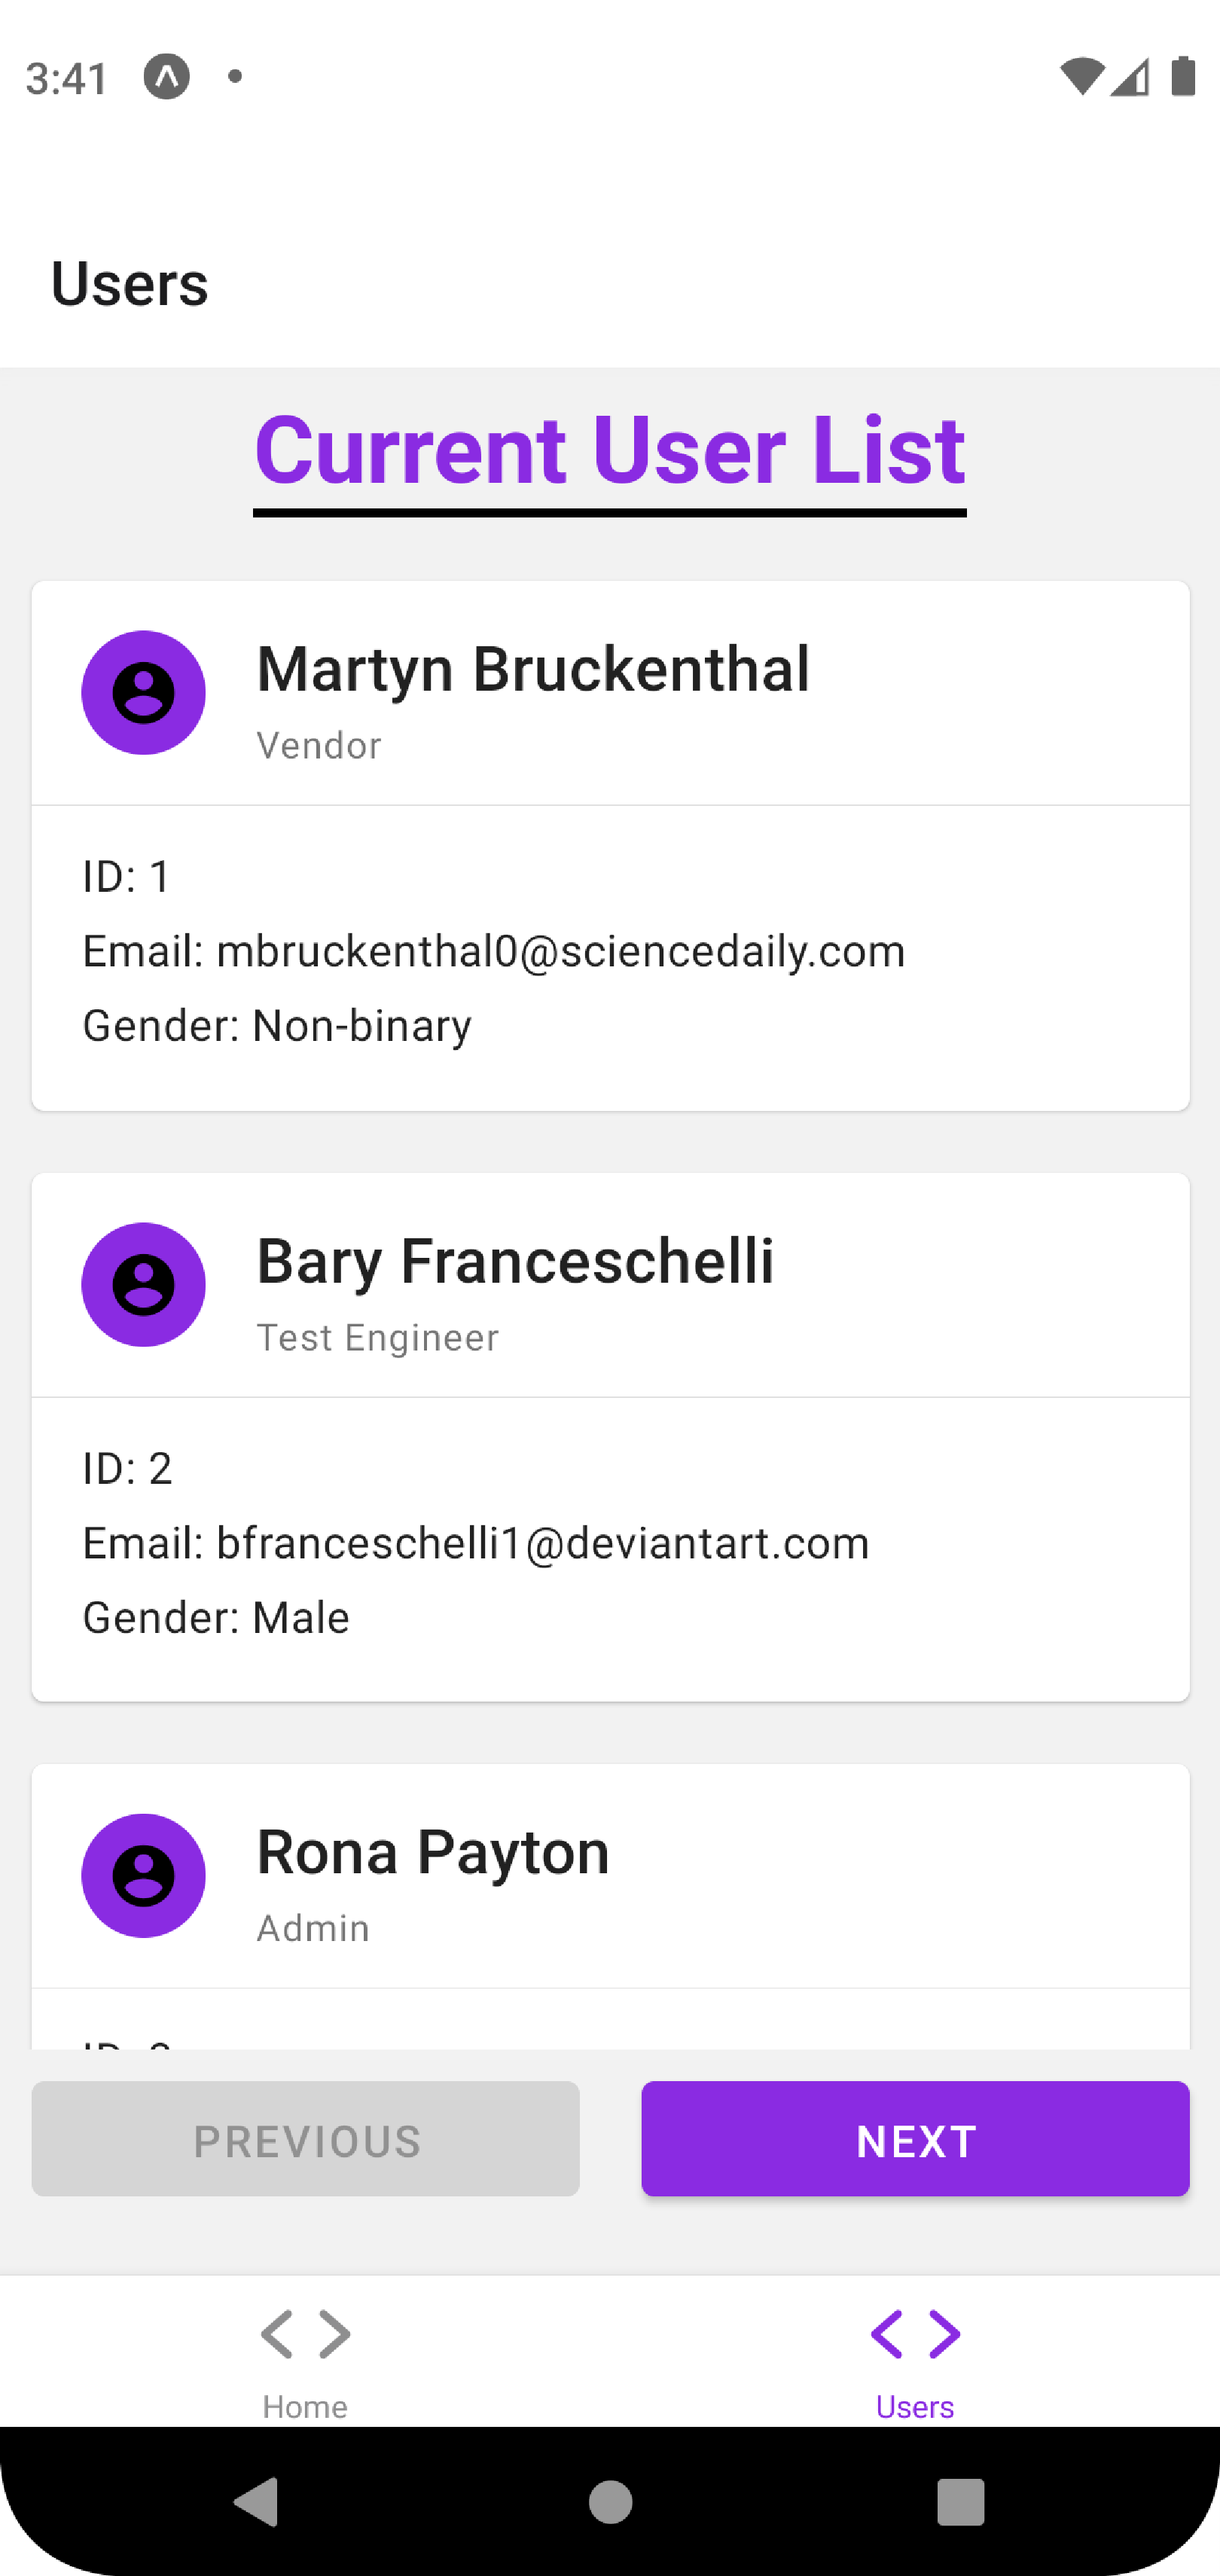 3:41
Users
Current User List
Martyn Bruckenthal
Vendor
ID: 1
Email: mbruckenthal0@sciencedaily.com
Gender: Non-binary
Bary Franceschelli
Test Engineer
ID: 2
Email: bfranceschelli1@deviantart.com
Gender: Male
Rona Payton
Admin
PREVIOUS
NEXT
Home
Users